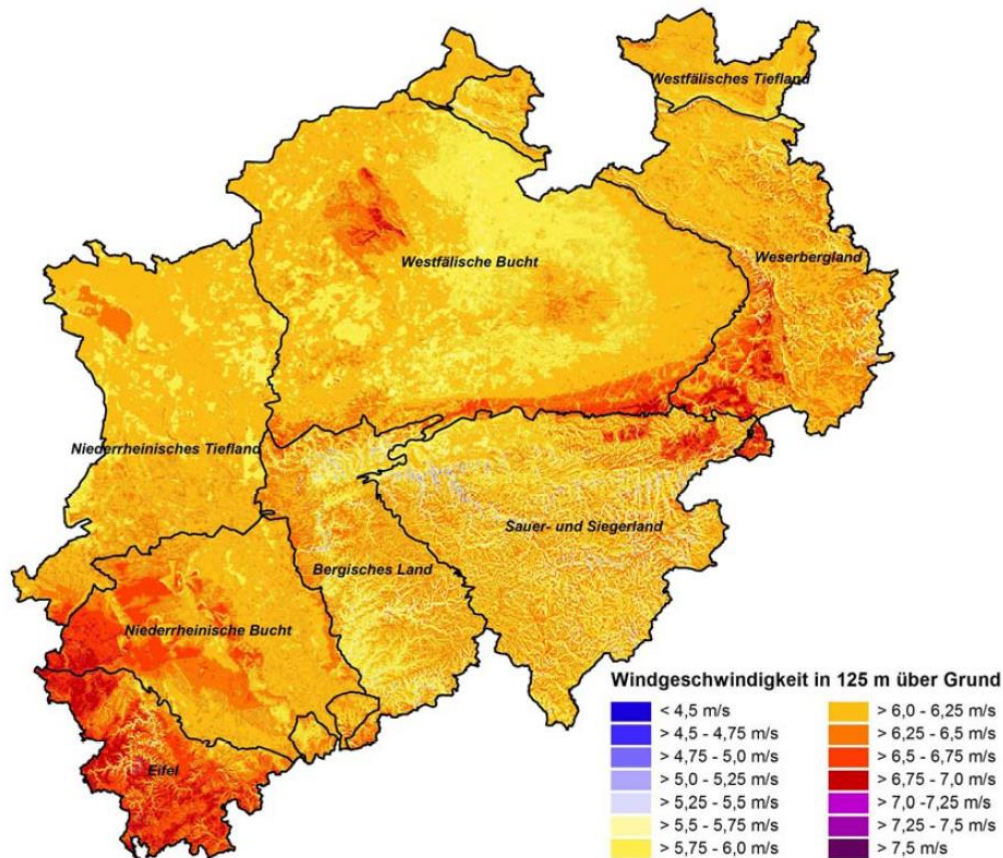 Westfälisches Tiefland
Westfälische Bucht
Weserbergland
Niederrheinisches Tiefland
Sauer- und Siegerland
Bergisches Land
Niederrheinische Bucht
Eifel
Windgeschwindigkeit in 125 m über Grund
< 4,5 m/s
> 4,5 - 4,75 m/s
> 4,75 - 5,0 m/s
> 5,0 - 5,25 m/s
> 5,25 - 5,5 m/s
> 5,5 - 5,75 m/s
> 5,75 - 6,0 m/s
> 6,0 - 6,25 m/s
> 6,25 - 6,5 m/s
> 6,5 - 6,75 m/s
> 6,75 - 7,0 m/s
> 7,0 -7,25 m/s
> 7,25 - 7,5 m/s
> 7,5 m/s